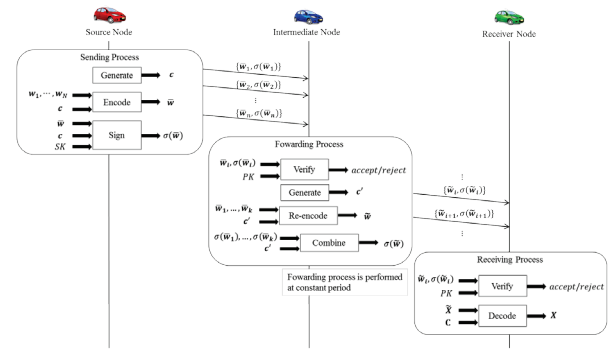 Source Node
Intermediate Node
Receiver Node
Sending Process
Generate
c
w₁, ⋯, w_N
c
Encode
w̄
w̄
c
SK
Sign
σ(w̄)
{w̄₁, σ(w̄₁)}
{w̄₂, σ(w̄₂)}
⋮
{w̄ₙ, σ(w̄ₙ)}
Fowarding Process
w̄ᵢ, σ(w̄ᵢ)
PK
Verify
accept/reject
Generate
c′
w̄₁, …, w̄ₖ
c′
Re-encode
w̃
σ(w̄₁), …, σ(w̄ₖ)
c′
Combine
σ(w̃)
Fowarding process is performed
at constant period
⋮
{w̃ᵢ, σ(w̃ᵢ)}
{w̃ᵢ₊₁, σ(w̃ᵢ₊₁)}
⋮
Receiving Process
w̃ᵢ, σ(w̃ᵢ)
PK
Verify
accept/reject
X̃
C
Decode
X